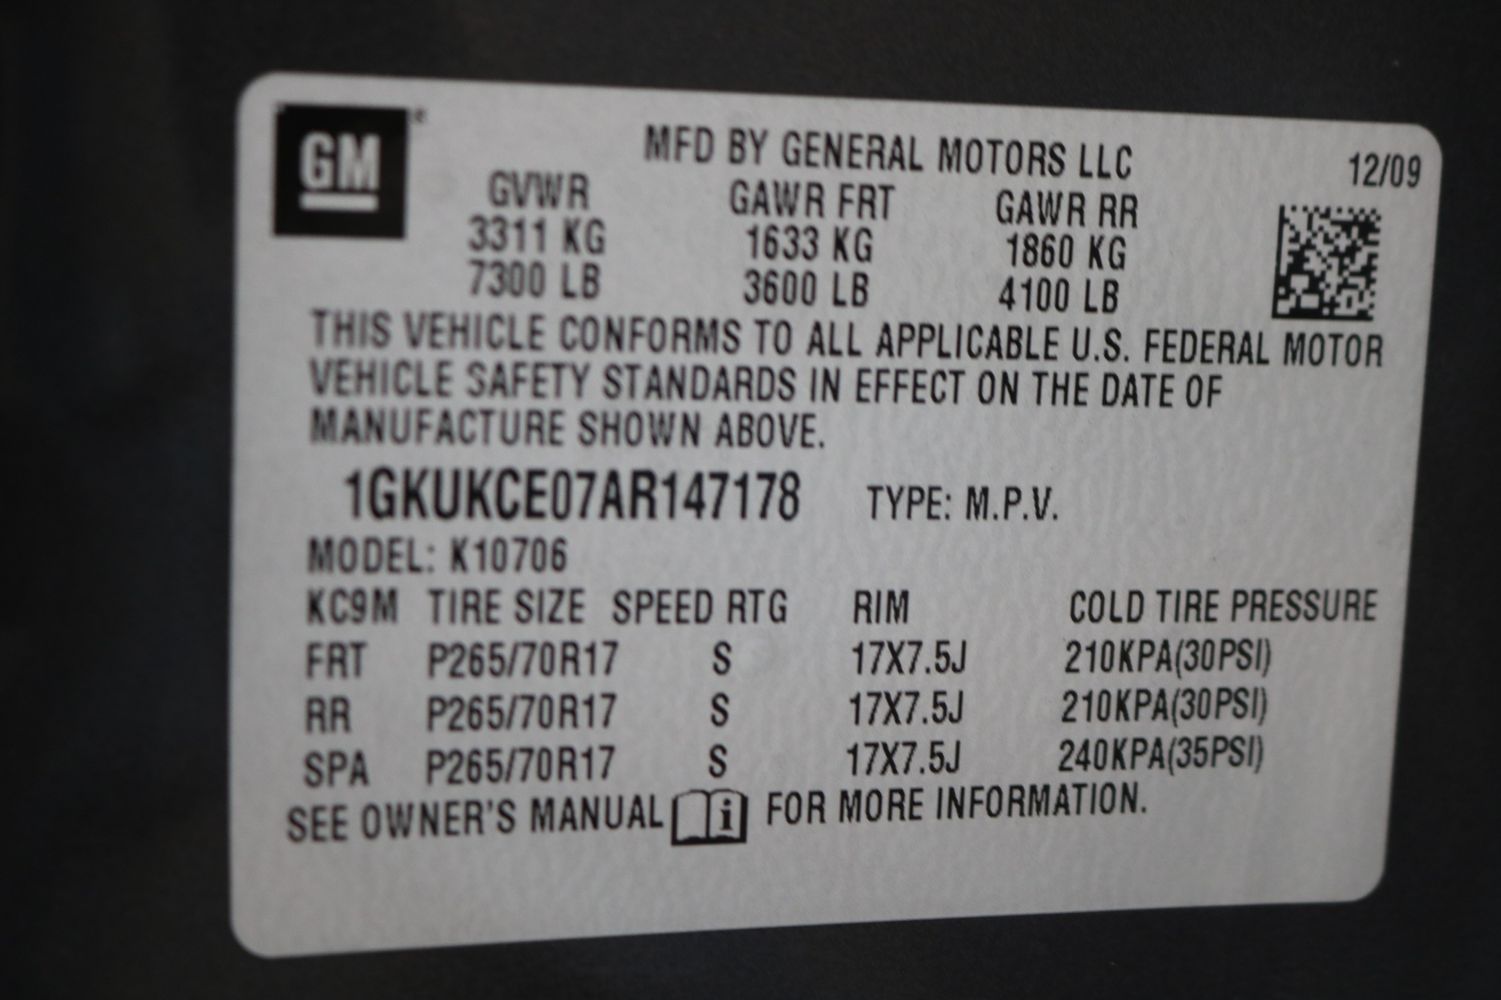 GM
MFD BY GENERAL MOTORS LLC
12/09
GVWR GAWR FRT GAWR RR
3311 KG 1633 KG 1860 KG
7300 LB 3600 LB 4100 LB
THIS VEHICLE CONFORMS TO ALL APPLICABLE U.S. FEDERAL MOTOR
VEHICLE SAFETY STANDARDS IN EFFECT ON THE DATE OF
MANUFACTURE SHOWN ABOVE.
1GKUKCE07AR147178 TYPE: M.P.V.
MODEL: K10706
KC9M TIRE SIZE SPEED RTG RIM COLD TIRE PRESSURE
FRT P265/70R17 S 17X7.5J 210KPA(30PSI)
RR P265/70R17 S 17X7.5J 210KPA(30PSI)
SPA P265/70R17 S 17X7.5J 240KPA(35PSI)
SEE OWNER'S MANUAL i FOR MORE INFORMATION.